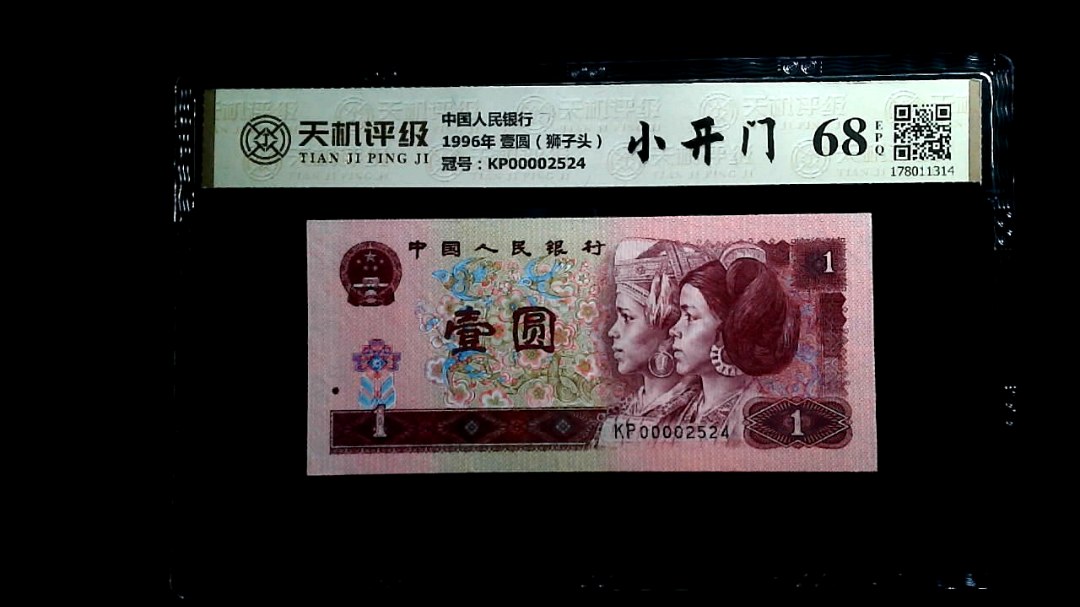 天机评级
TIAN JI PING JI
中国人民银行
1996年 壹圆（狮子头）
冠号：KP00002524
小开门
68
EPQ
178011314
中国人民银行
1
壹圆
1
KP00002524
1